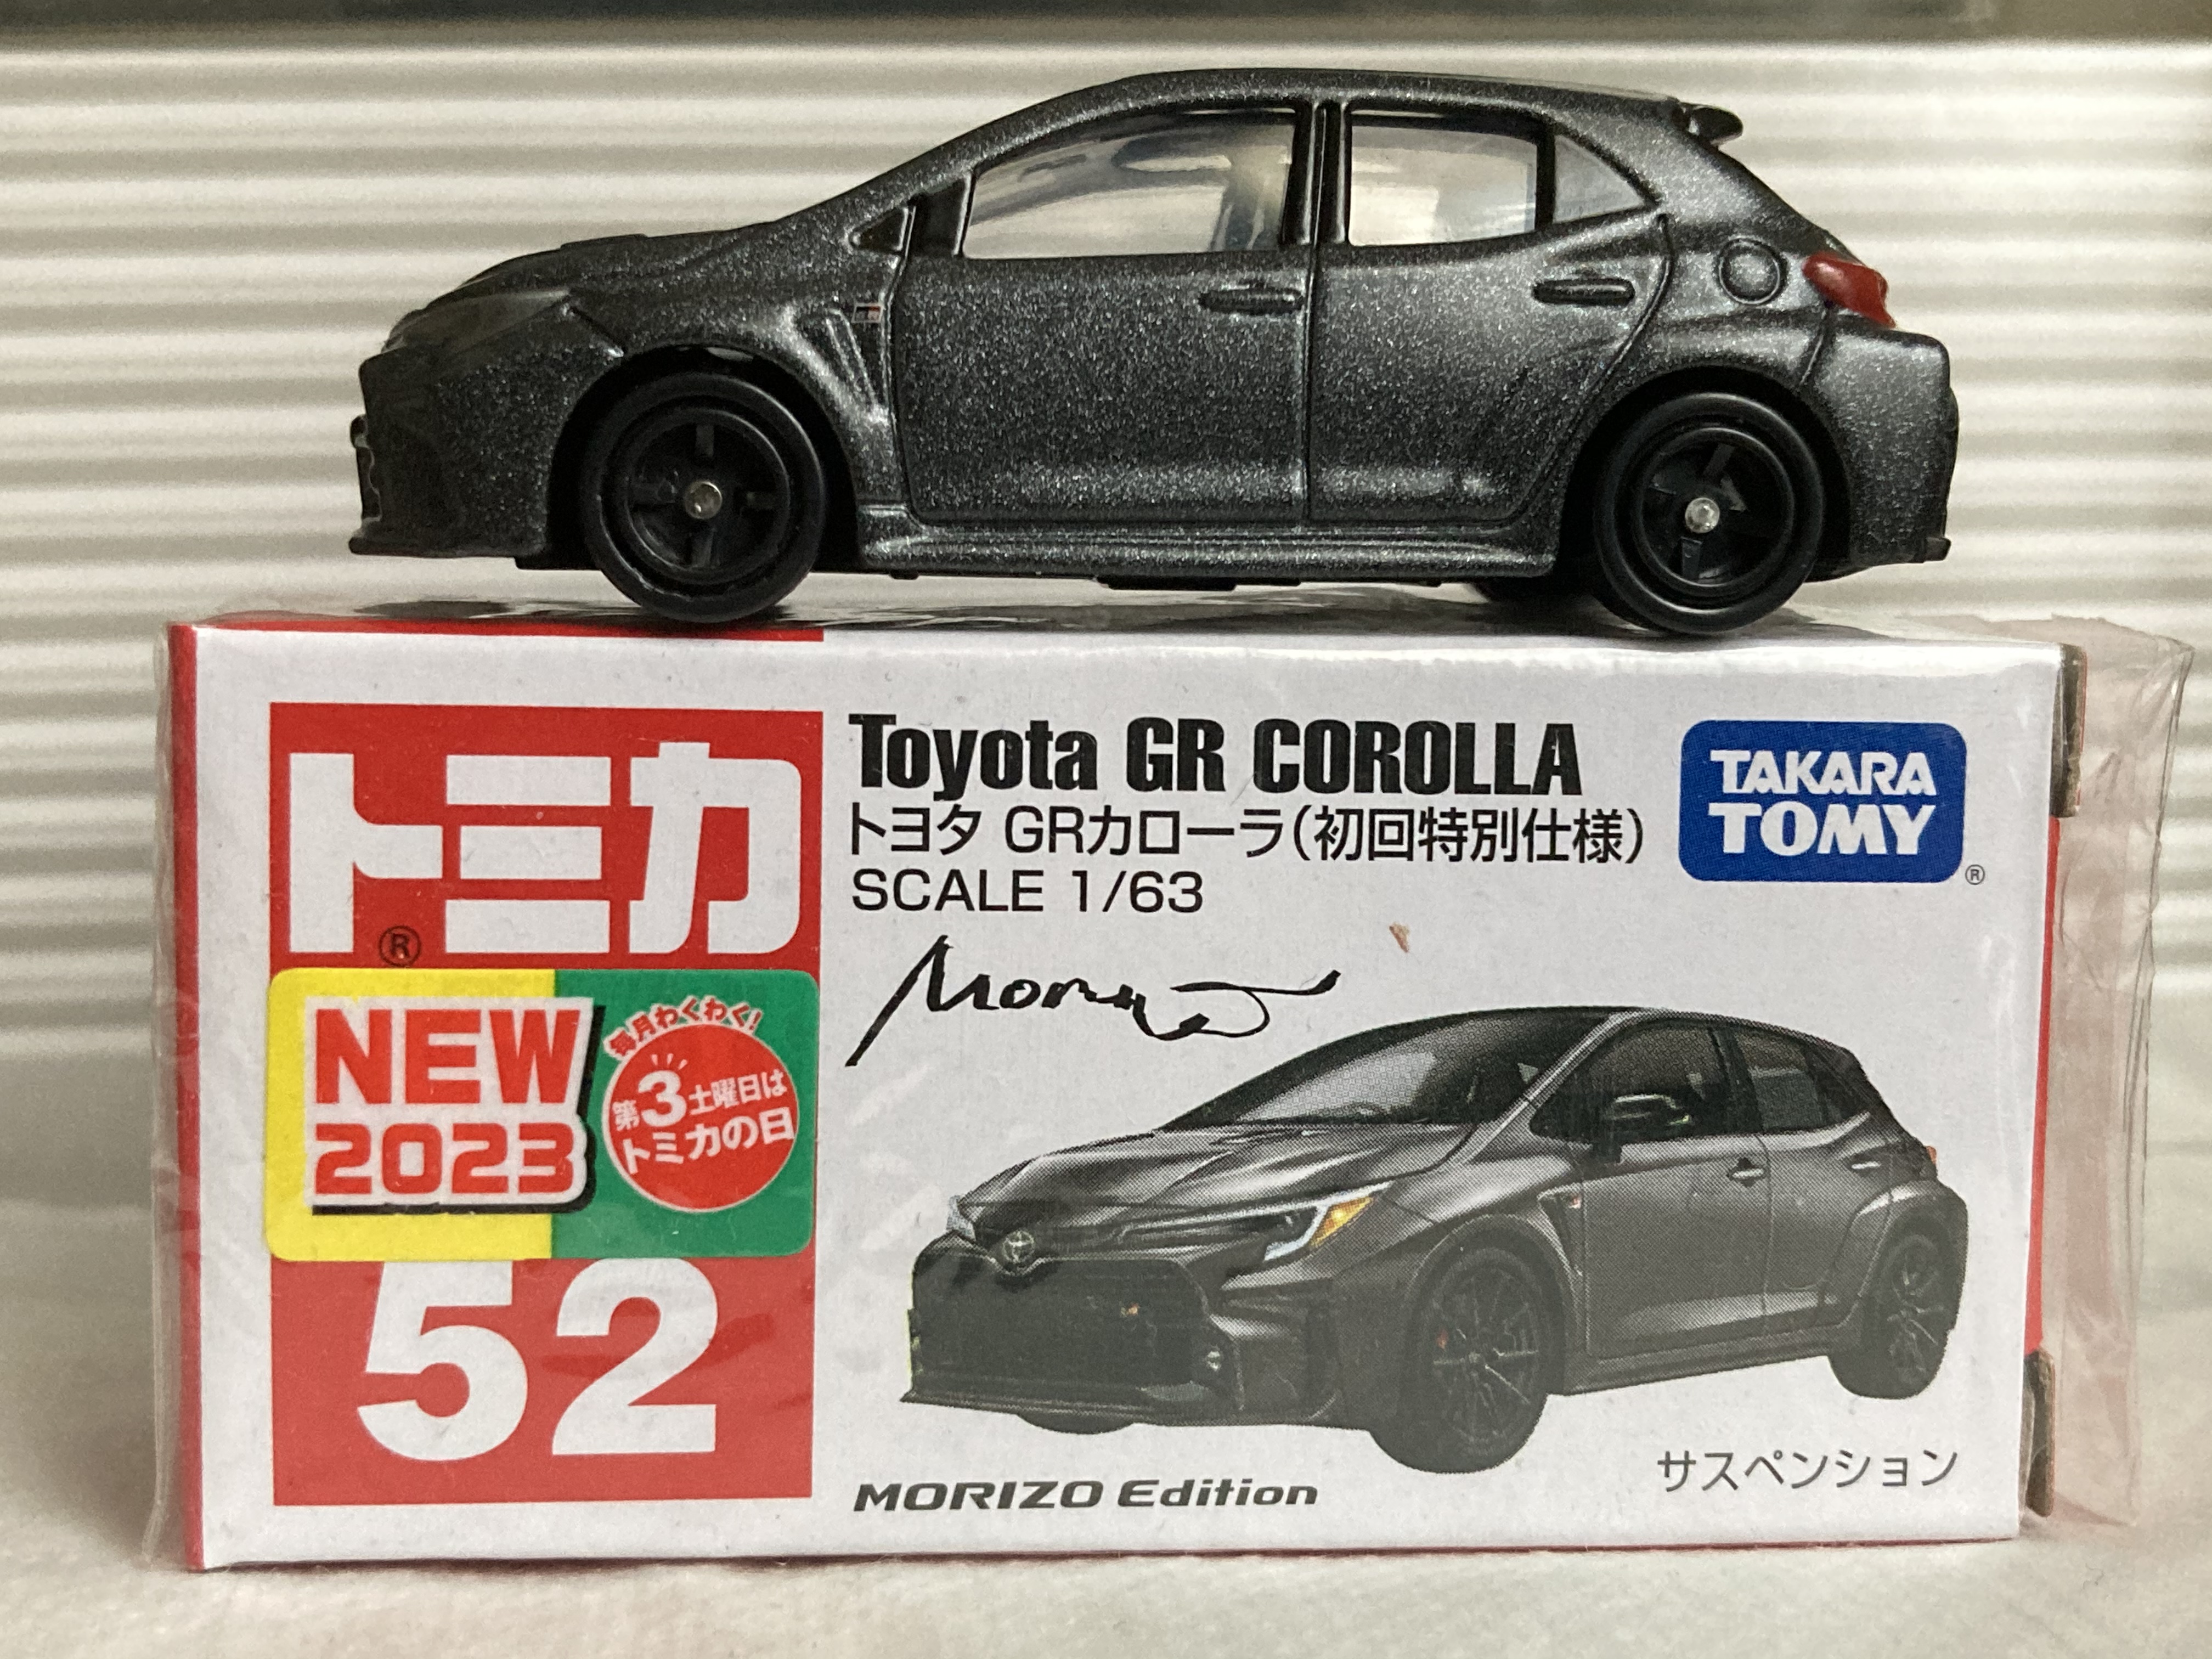 トミカ
®
NEW
2023
毎月わくわく!
第3土曜日は
トミカの日
52
Toyota GR COROLLA
トヨタ GRカローラ(初回特別仕様)
SCALE 1/63
TAKARA
TOMY
®
Morizo
MORIZO Edition
サスペンション